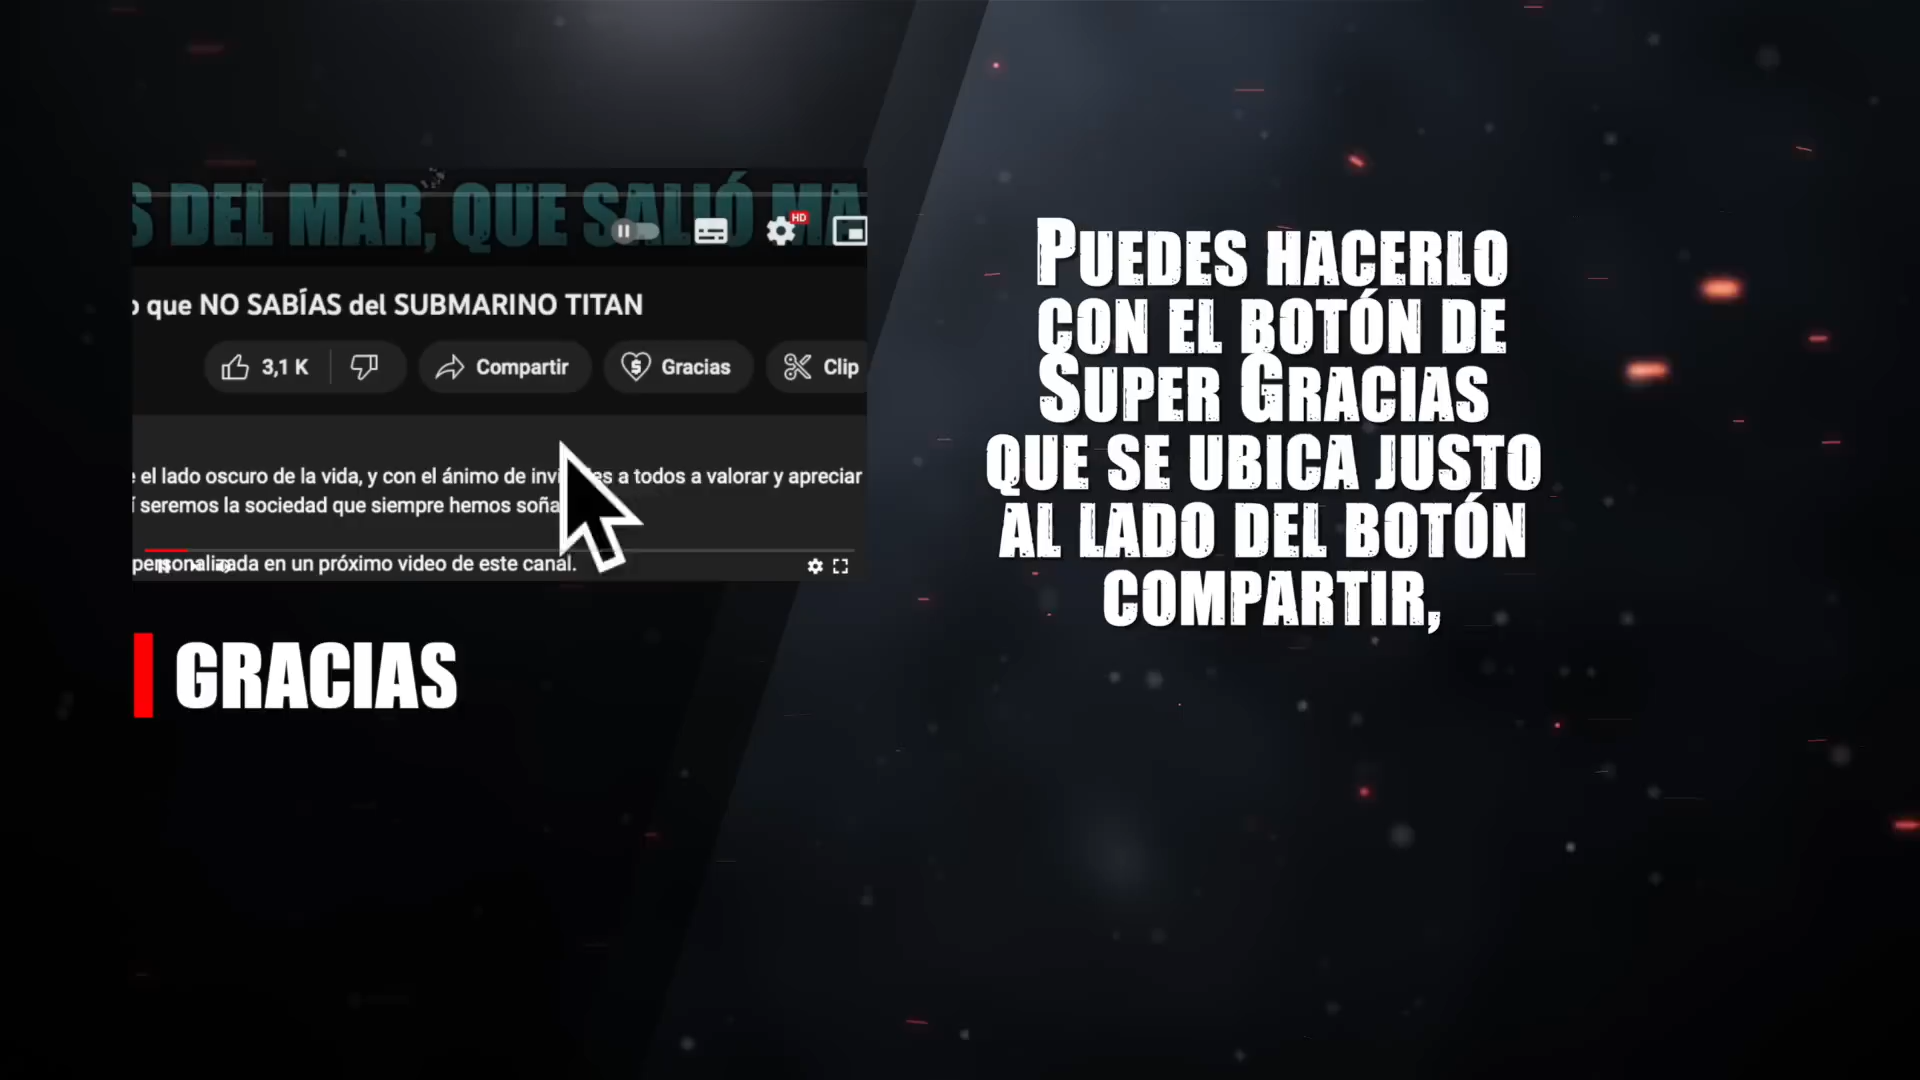 S DEL MAR, QUE SALIÓ MA
HD
que NO SABÍAS del SUBMARINO TITAN
3,1 K
Compartir
Gracias
Clip
e el lado oscuro de la vida, y con el ánimo de a todos a valorar y apreciar
í seremos la sociedad que siempre hemos soña
personalizada en un próximo video de este canal.
GRACIAS
PUEDES HACERLO
CON EL BOTÓN DE
SUPER GRACIAS
QUE SE UBICA JUSTO
AL LADO DEL BOTÓN
COMPARTIR,